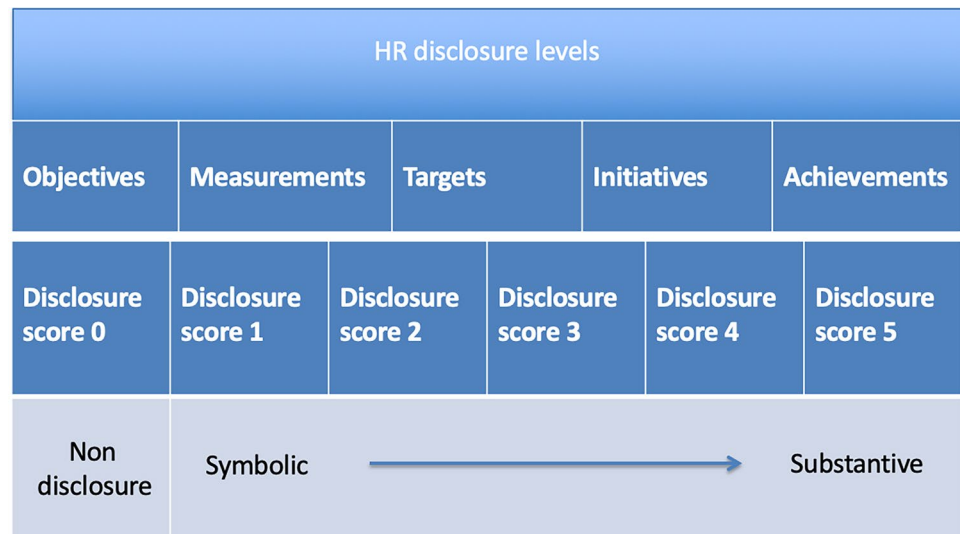 HR disclosure levels
Objectives
Measurements
Targets
Initiatives
Achievements
Disclosure
score 0
Disclosure
score 1
Disclosure
score 2
Disclosure
score 3
Disclosure
score 4
Disclosure
score 5
Non
disclosure
Symbolic
Substantive